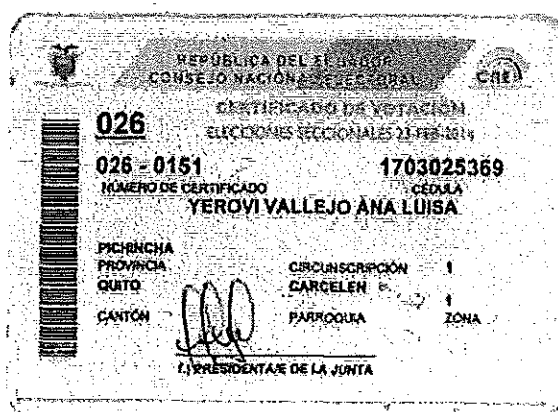 REPÚBLICA DEL ECUADOR
CONSEJO NACIONAL ELECTORAL
CNE
CERTIFICADO DE VOTACIÓN
026
ELECCIONES SECCIONALES 23-FEB-2014
026 - 0151 1703025369
NÚMERO DE CERTIFICADO CÉDULA
YEROVI VALLEJO ANA LUISA
PICHINCHA
PROVINCIA CIRCUNSCRIPCIÓN 1
QUITO CARCELEN
1
CANTÓN PARROQUIA ZONA
f.) PRESIDENTA/E DE LA JUNTA